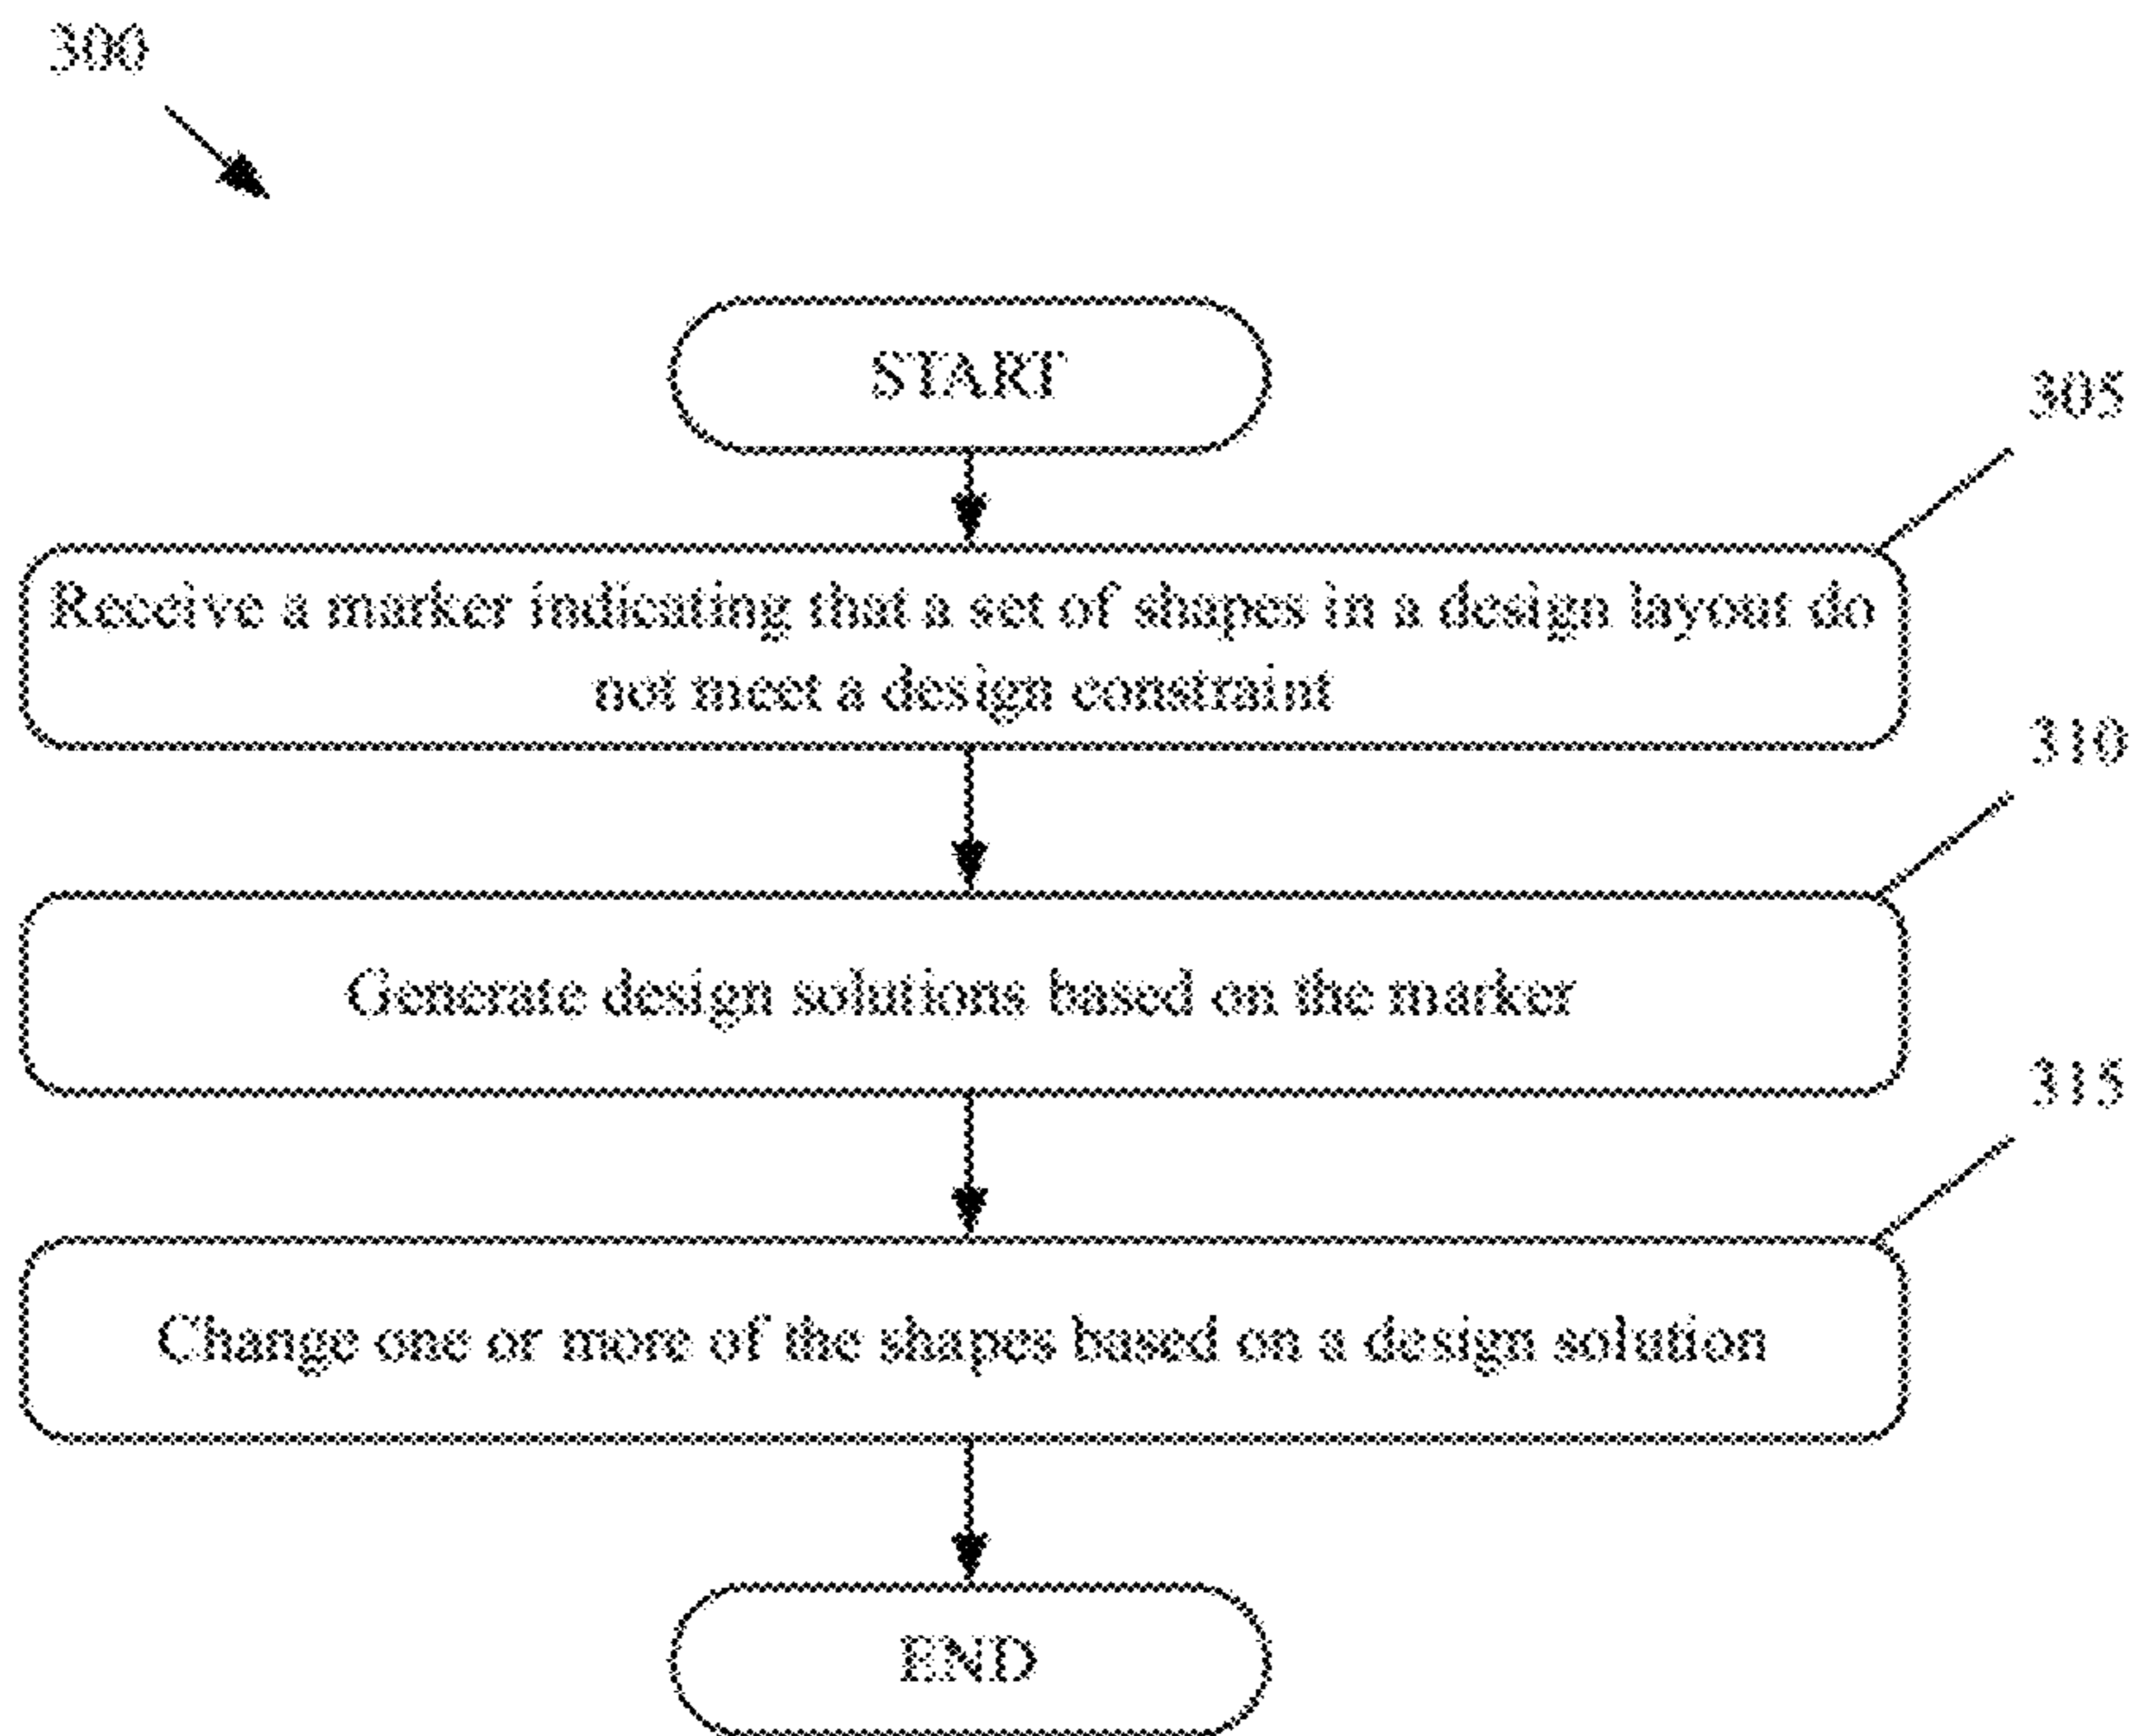 300
START
305
Receive a marker indicating that a set of shapes in a design layout do
not meet a design constraint
310
Generate design solutions based on the marker
315
Change one or more of the shapes based on a design solution
END